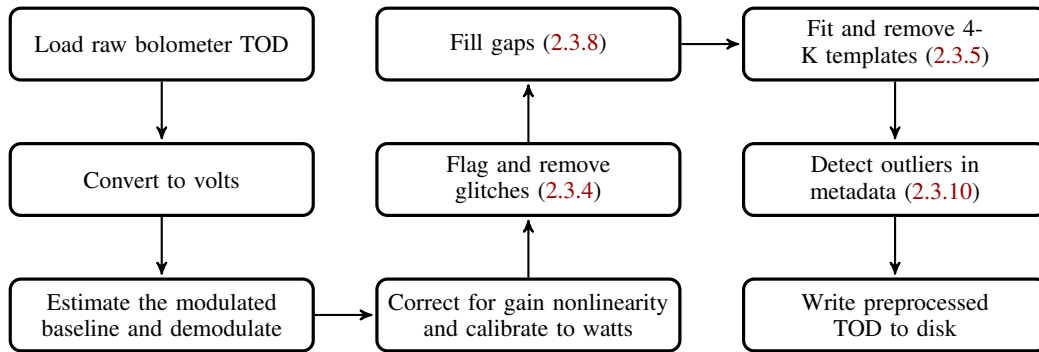 Load raw bolometer TOD
Convert to volts
Estimate the modulated
baseline and demodulate
Correct for gain nonlinearity
and calibrate to watts
Flag and remove
glitches (2.3.4)
Fill gaps (2.3.8)
Fit and remove 4-
K templates (2.3.5)
Detect outliers in
metadata (2.3.10)
Write preprocessed
TOD to disk